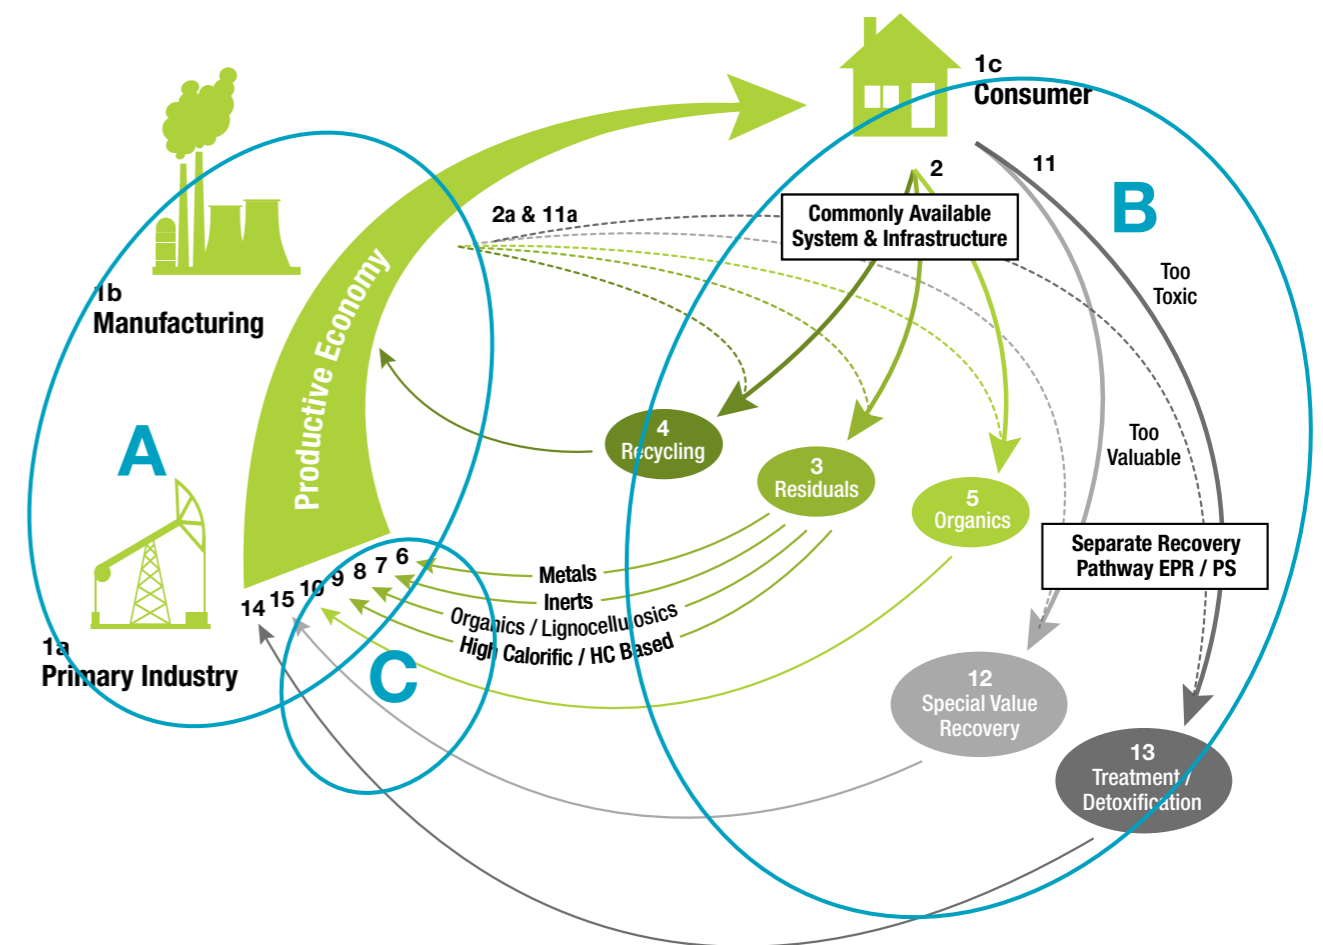 1c
Consumer
2
11
B
Commonly Available
System & Infrastructure
2a & 11a
Too
Toxic
1b
Manufacturing
Productive Economy
A
4
Recycling
3
Residuals
5
Organics
Too
Valuable
Separate Recovery
Pathway EPR / PS
14 15 10 9 8 7 6
Metals
Inerts
Organics / Lignocellulosics
High Calorific / HC Based
1a
Primary Industry
C
12
Special Value
Recovery
13
Treatment /
Detoxification